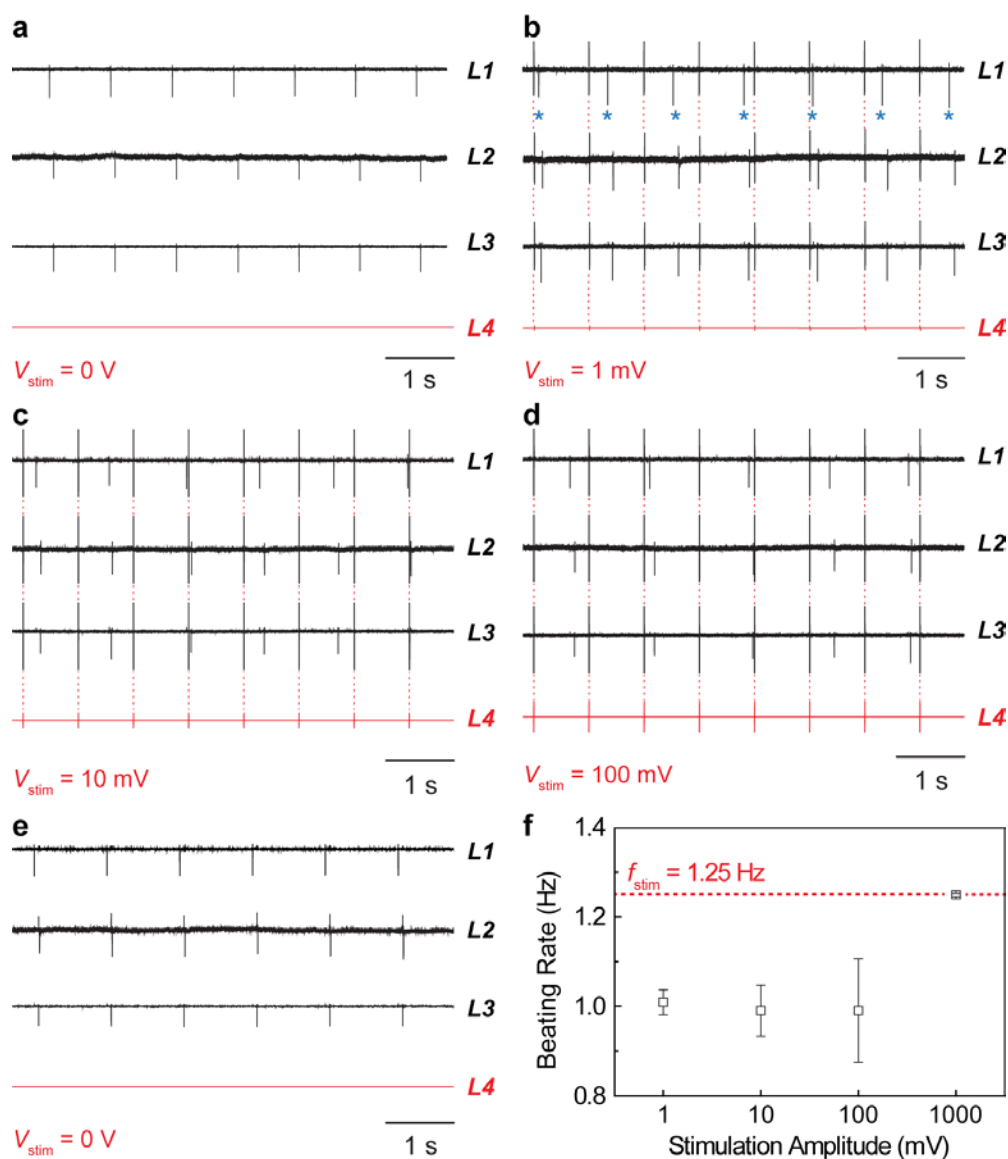 a
L1
L2
L3
L4
V_stim = 0 V
1 s
b
L1
* * * * * * *
L2
L3
L4
V_stim = 1 mV
1 s
c
L1
L2
L3
L4
V_stim = 10 mV
1 s
d
L1
L2
L3
L4
V_stim = 100 mV
1 s
e
L1
L2
L3
L4
V_stim = 0 V
1 s
f
1.4
f_stim = 1.25 Hz
1.2
1.0
0.8
Beating Rate (Hz)
1 10 100 1000
Stimulation Amplitude (mV)